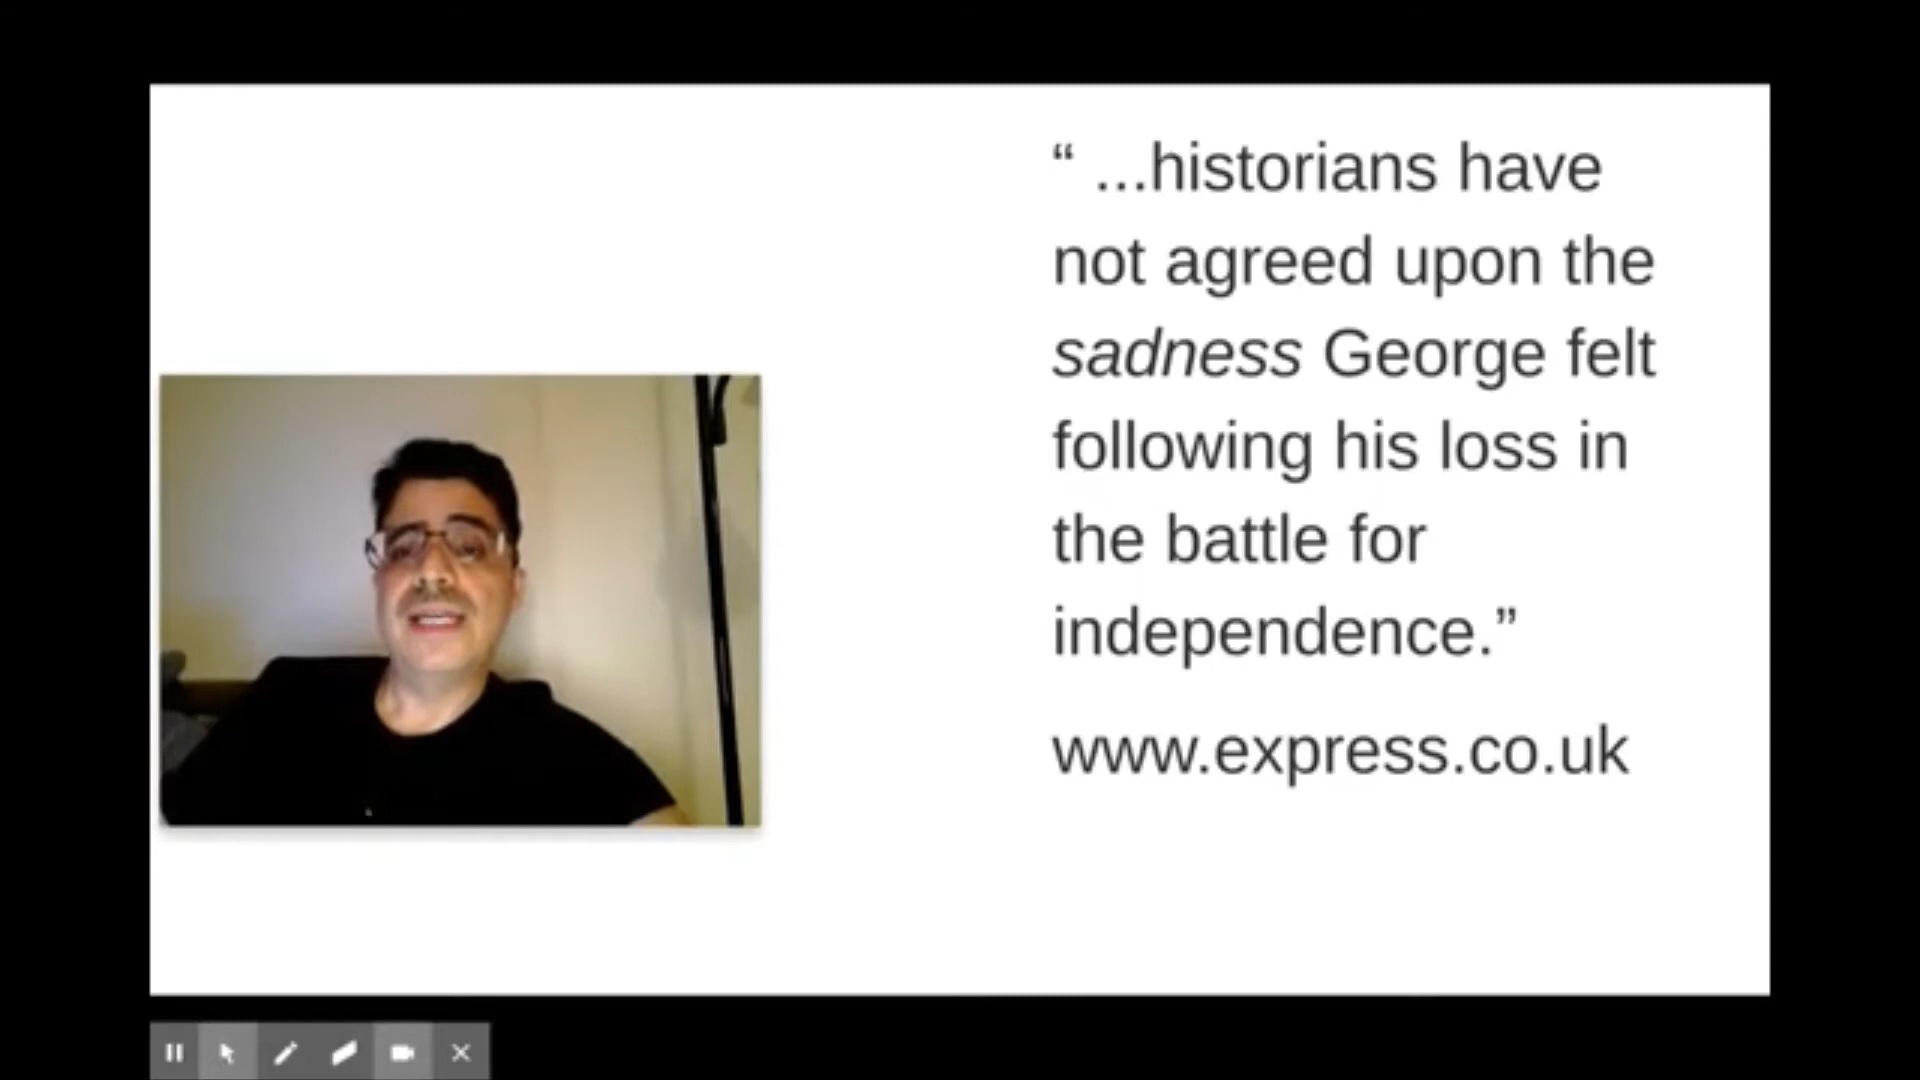 “ ...historians have
not agreed upon the
sadness George felt
following his loss in
the battle for
independence.”
www.express.co.uk